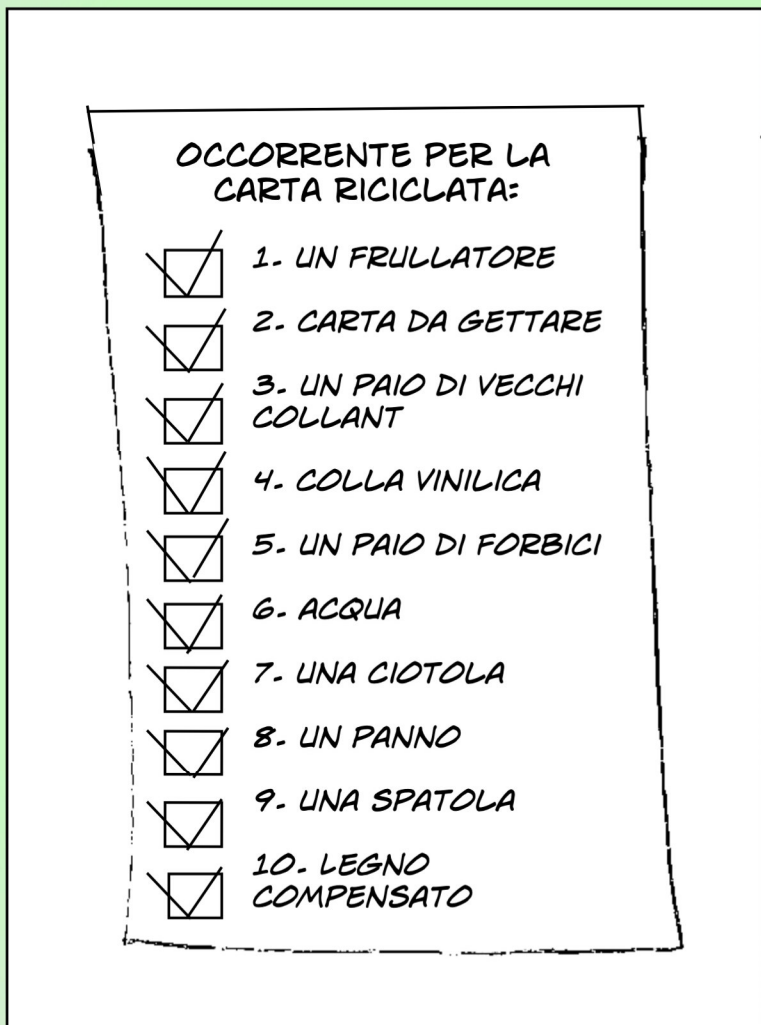 OCCORRENTE PER LA
CARTA RICICLATA:
1. UN FRULLATORE
2. CARTA DA GETTARE
3. UN PAIO DI VECCHI
COLLANT
4. COLLA VINILICA
5. UN PAIO DI FORBICI
6. ACQUA
7. UNA CIOTOLA
8. UN PANNO
9. UNA SPATOLA
10. LEGNO
COMPENSATO